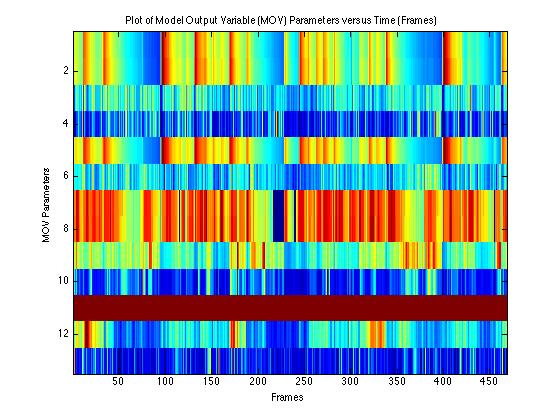 Plot of Model Output Variable (MOV) Parameters versus Time (Frames)
2
4
6
8
10
12
MOV Parameters
50 100 150 200 250 300 350 400 450
Frames